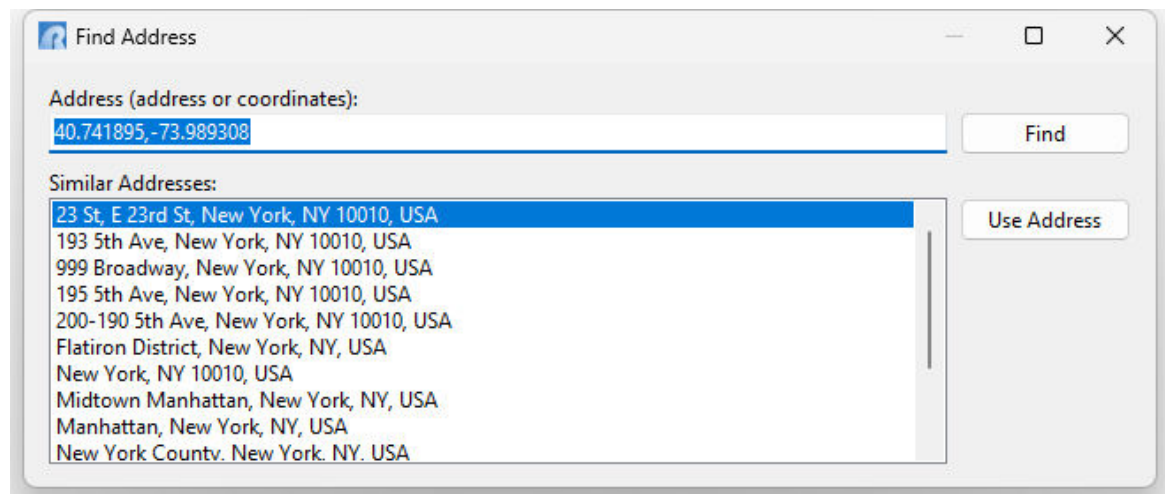 Find Address
Address (address or coordinates):
40.741895,-73.989308
Find
Similar Addresses:
23 St, E 23rd St, New York, NY 10010, USA
Use Address
193 5th Ave, New York, NY 10010, USA
999 Broadway, New York, NY 10010, USA
195 5th Ave, New York, NY 10010, USA
200-190 5th Ave, New York, NY 10010, USA
Flatiron District, New York, NY, USA
New York, NY 10010, USA
Midtown Manhattan, New York, NY, USA
Manhattan, New York, NY, USA
New York County, New York, NY, USA